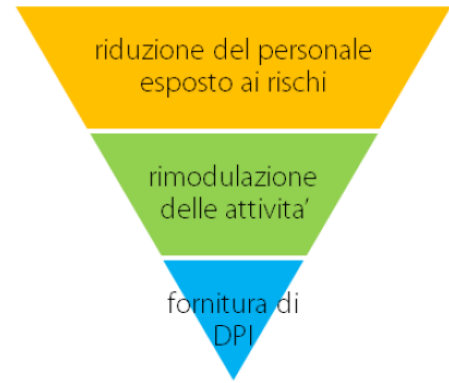 riduzione del personale
esposto ai rischi
rimodulazione
delle attivita’
fornitura di
DPI